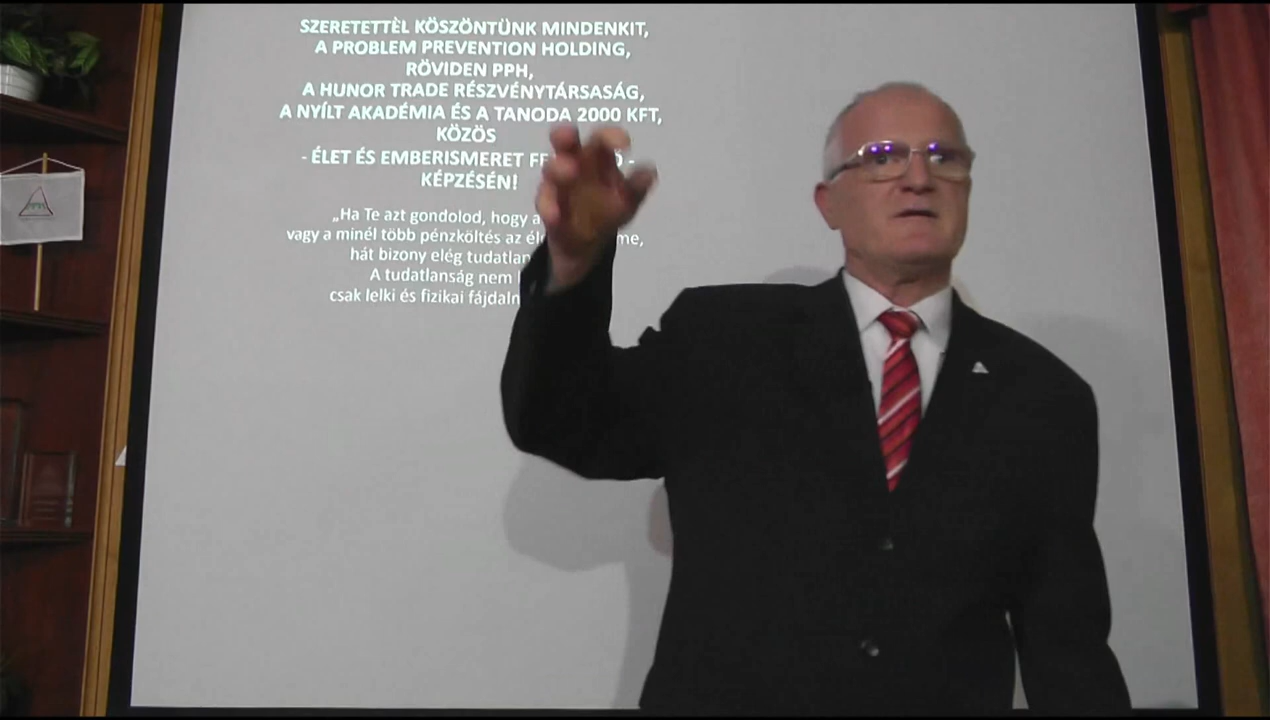 SZERETETTÈL KÖSZÖNTÜNK MINDENKIT,
A PROBLEM PREVENTION HOLDING,
RÖVIDEN PPH,
A HUNOR TRADE RÉSZVÉNYTÁRSASÁG,
A NYÍLT AKADÉMIA ÉS A TANODA 2000 KFT,
KÖZÖS
- ÉLET ÉS EMBERISMERET -
KÉPZÉSÉN!
„Ha Te azt gondolod, hogy a
vagy a minél több pénzköltés az
hát bizony elég
A tudatlanság nem
csak lelki és fizikai